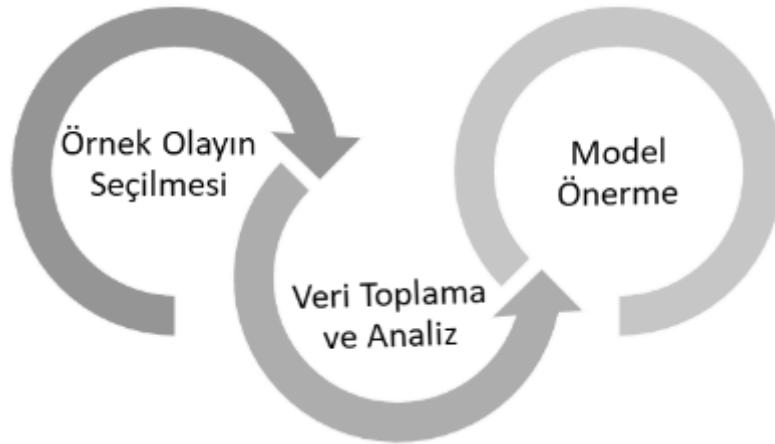 Örnek Olayın
Seçilmesi
Veri Toplama
ve Analiz
Model
Önerme